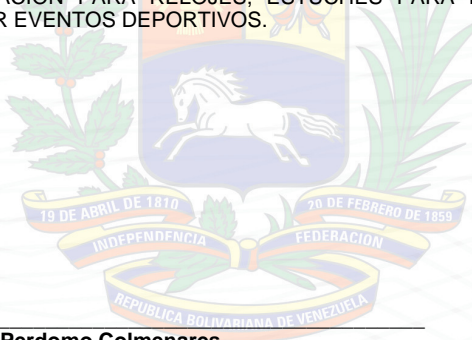 PARA RELOJES, ESTUCHES PARA
R EVENTOS DEPORTIVOS.
19 DE ABRIL DE 1810
20 DE FEBRERO DE 1859
INDEPENDENCIA
FEDERACION
REPUBLICA BOLIVARIANA DE VENEZUELA
Perdomo Colmenares